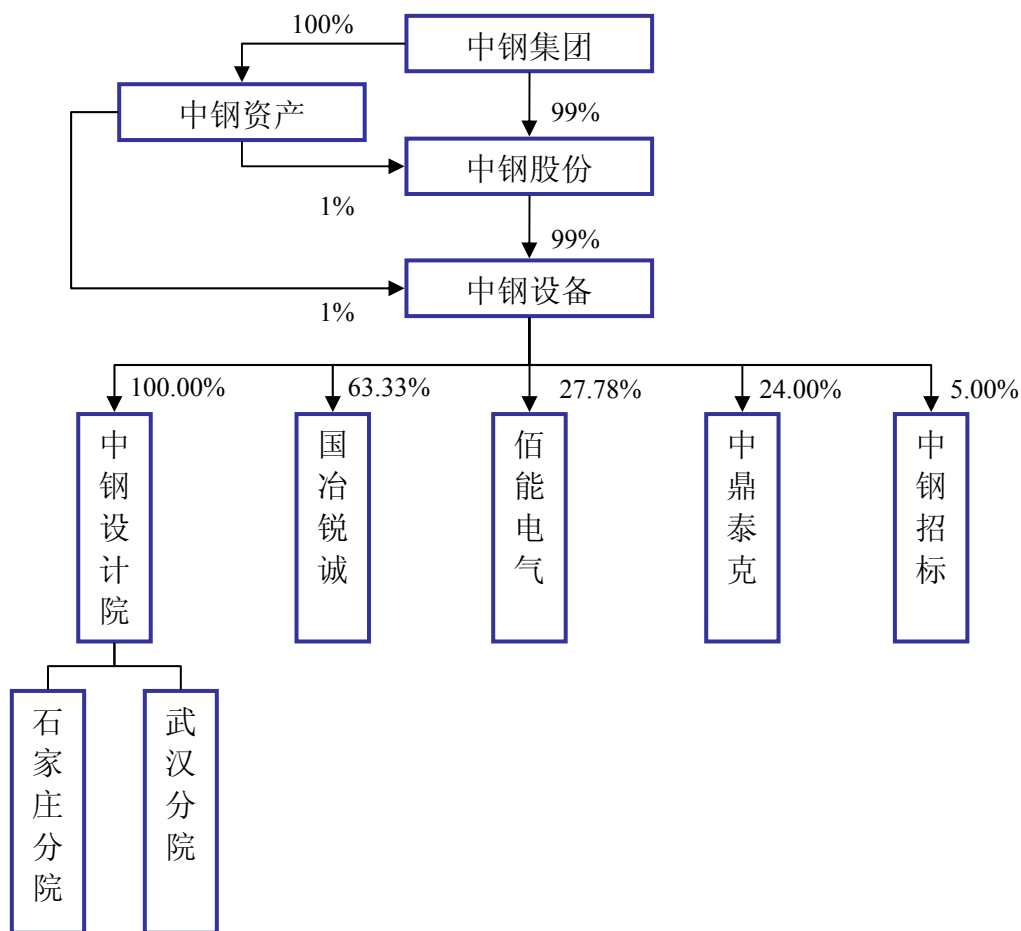 100%
中钢集团
中钢资产
99%
中钢股份
1%
99%
中钢设备
1%
100.00%
63.33%
27.78%
24.00%
5.00%
中钢设计院
国冶锐诚
佰能电气
中鼎泰克
中钢招标
石家庄分院
武汉分院